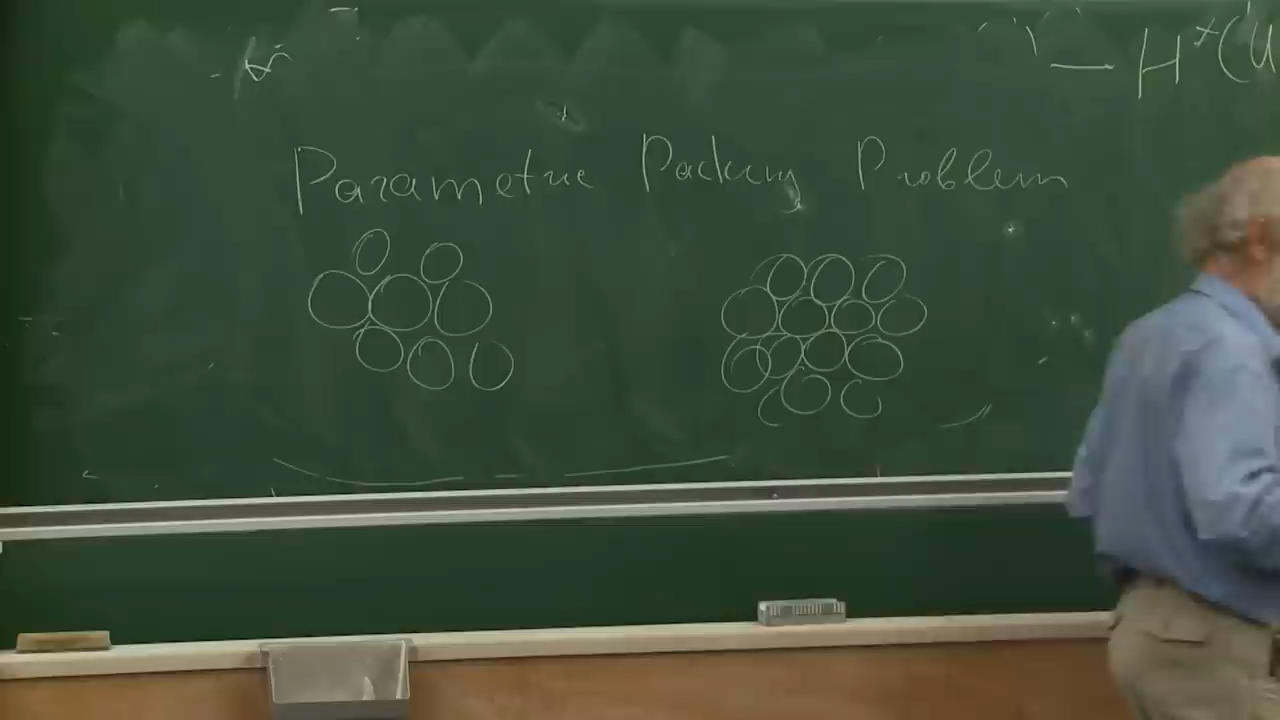 — H*(U
Parametric Packing Problem